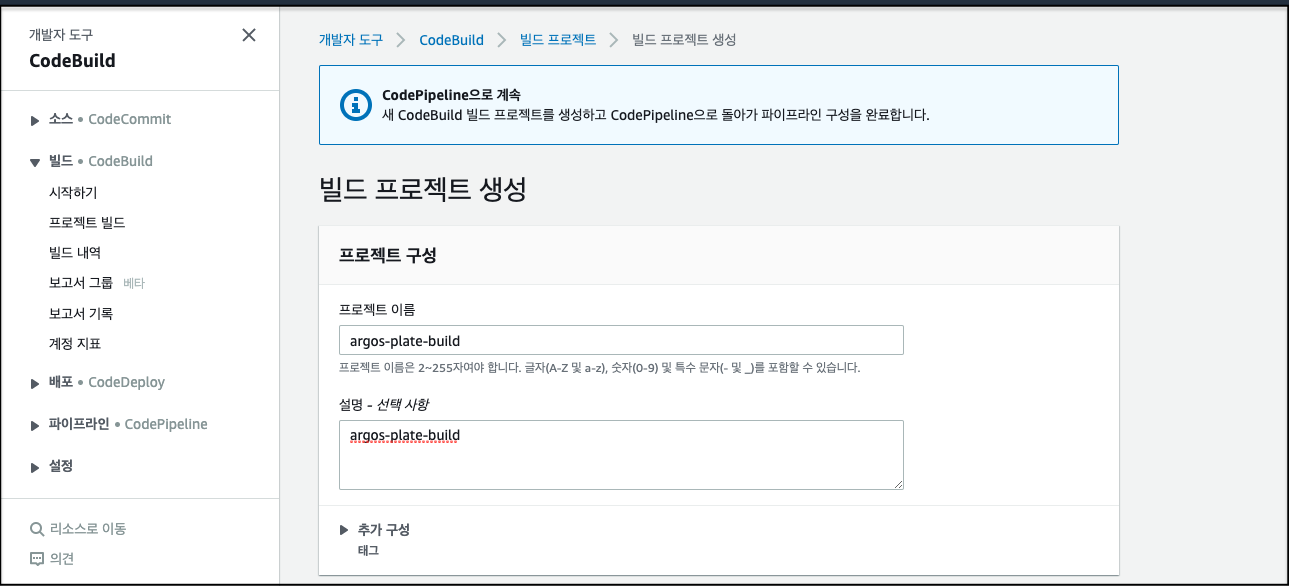 개발자 도구
CodeBuild
소스 • CodeCommit
빌드 • CodeBuild
시작하기
프로젝트 빌드
빌드 내역
보고서 그룹 베타
보고서 기록
계정 지표
배포 • CodeDeploy
파이프라인 • CodePipeline
설정
리소스로 이동
의견
개발자 도구 > CodeBuild > 빌드 프로젝트 > 빌드 프로젝트 생성
CodePipeline으로 계속
새 CodeBuild 빌드 프로젝트를 생성하고 CodePipeline으로 돌아가 파이프라인 구성을 완료합니다.
빌드 프로젝트 생성
프로젝트 구성
프로젝트 이름
argos-plate-build
프로젝트 이름은 2~255자여야 합니다. 글자(A-Z 및 a-z), 숫자(0-9) 및 특수 문자(- 및 _)를 포함할 수 있습니다.
설명 - 선택 사항
argos-plate-build
추가 구성
태그